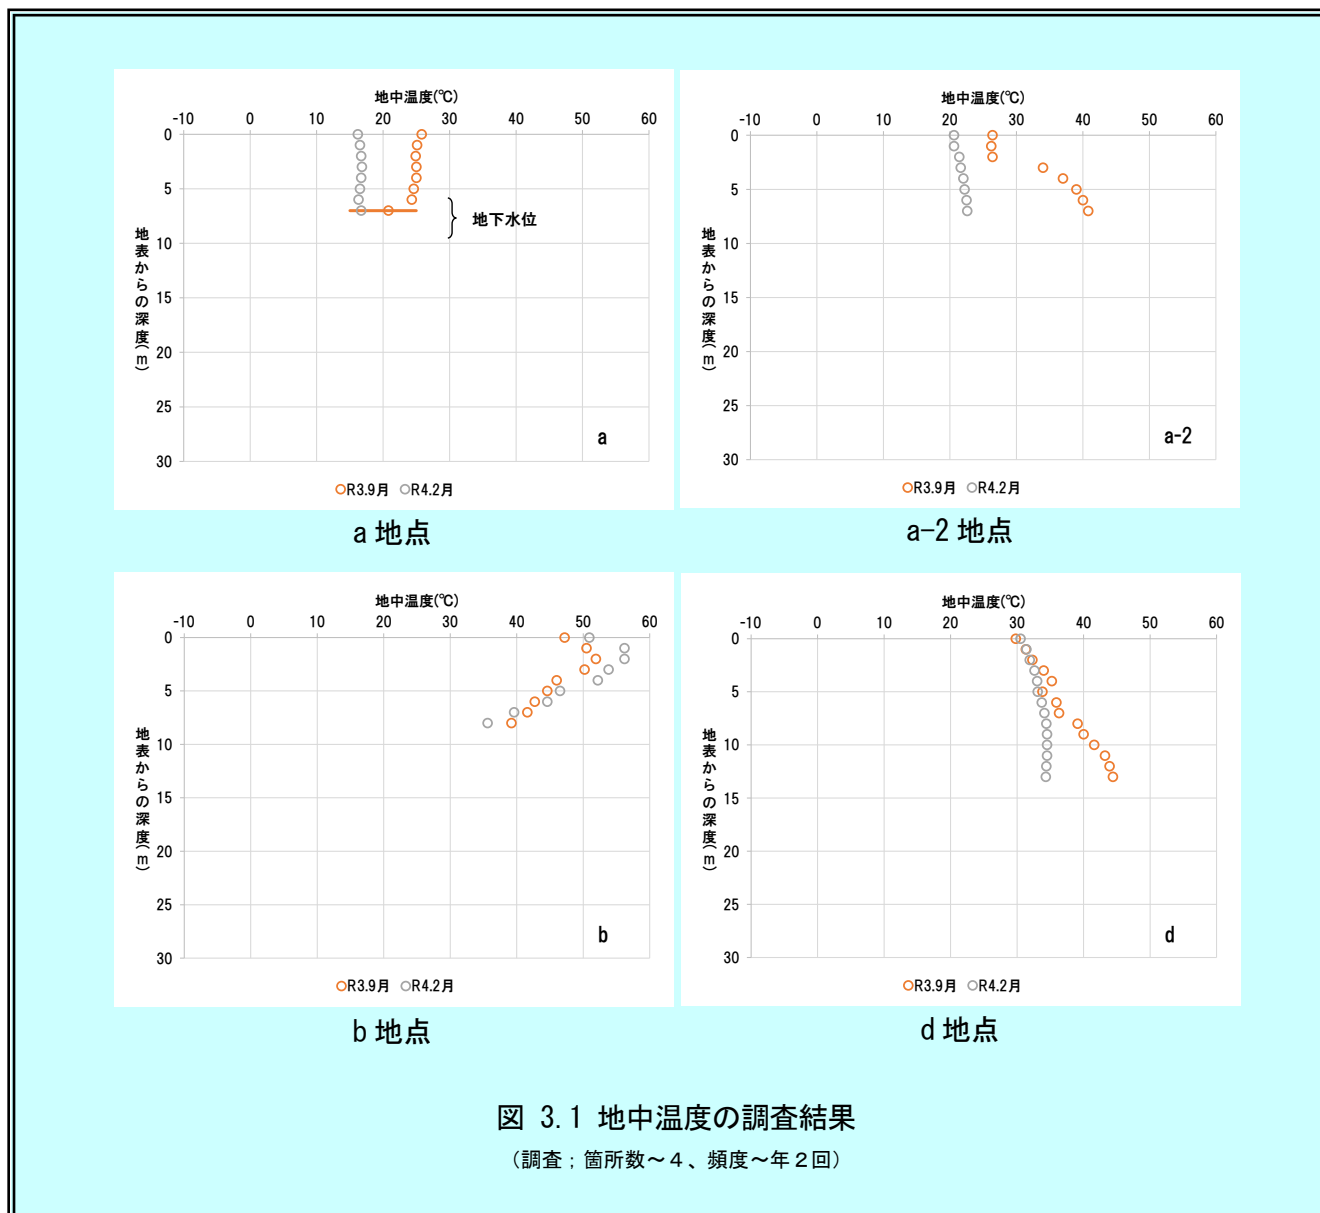 地中温度(℃)
-10 0 10 20 30 40 50 60
0
5
10
15
20
25
30
地表からの深度(m)
地下水位
a
R3.9月 R4.2月
a 地点
地中温度(℃)
-10 0 10 20 30 40 50 60
0
5
10
15
20
25
30
地表からの深度(m)
a-2
R3.9月 R4.2月
a-2 地点
地中温度(℃)
-10 0 10 20 30 40 50 60
0
5
10
15
20
25
30
地表からの深度(m)
b
R3.9月 R4.2月
b 地点
地中温度(℃)
-10 0 10 20 30 40 50 60
0
5
10
15
20
25
30
地表からの深度(m)
d
R3.9月 R4.2月
d 地点
図 3.1 地中温度の調査結果
（調査；箇所数～４、頻度～年２回）